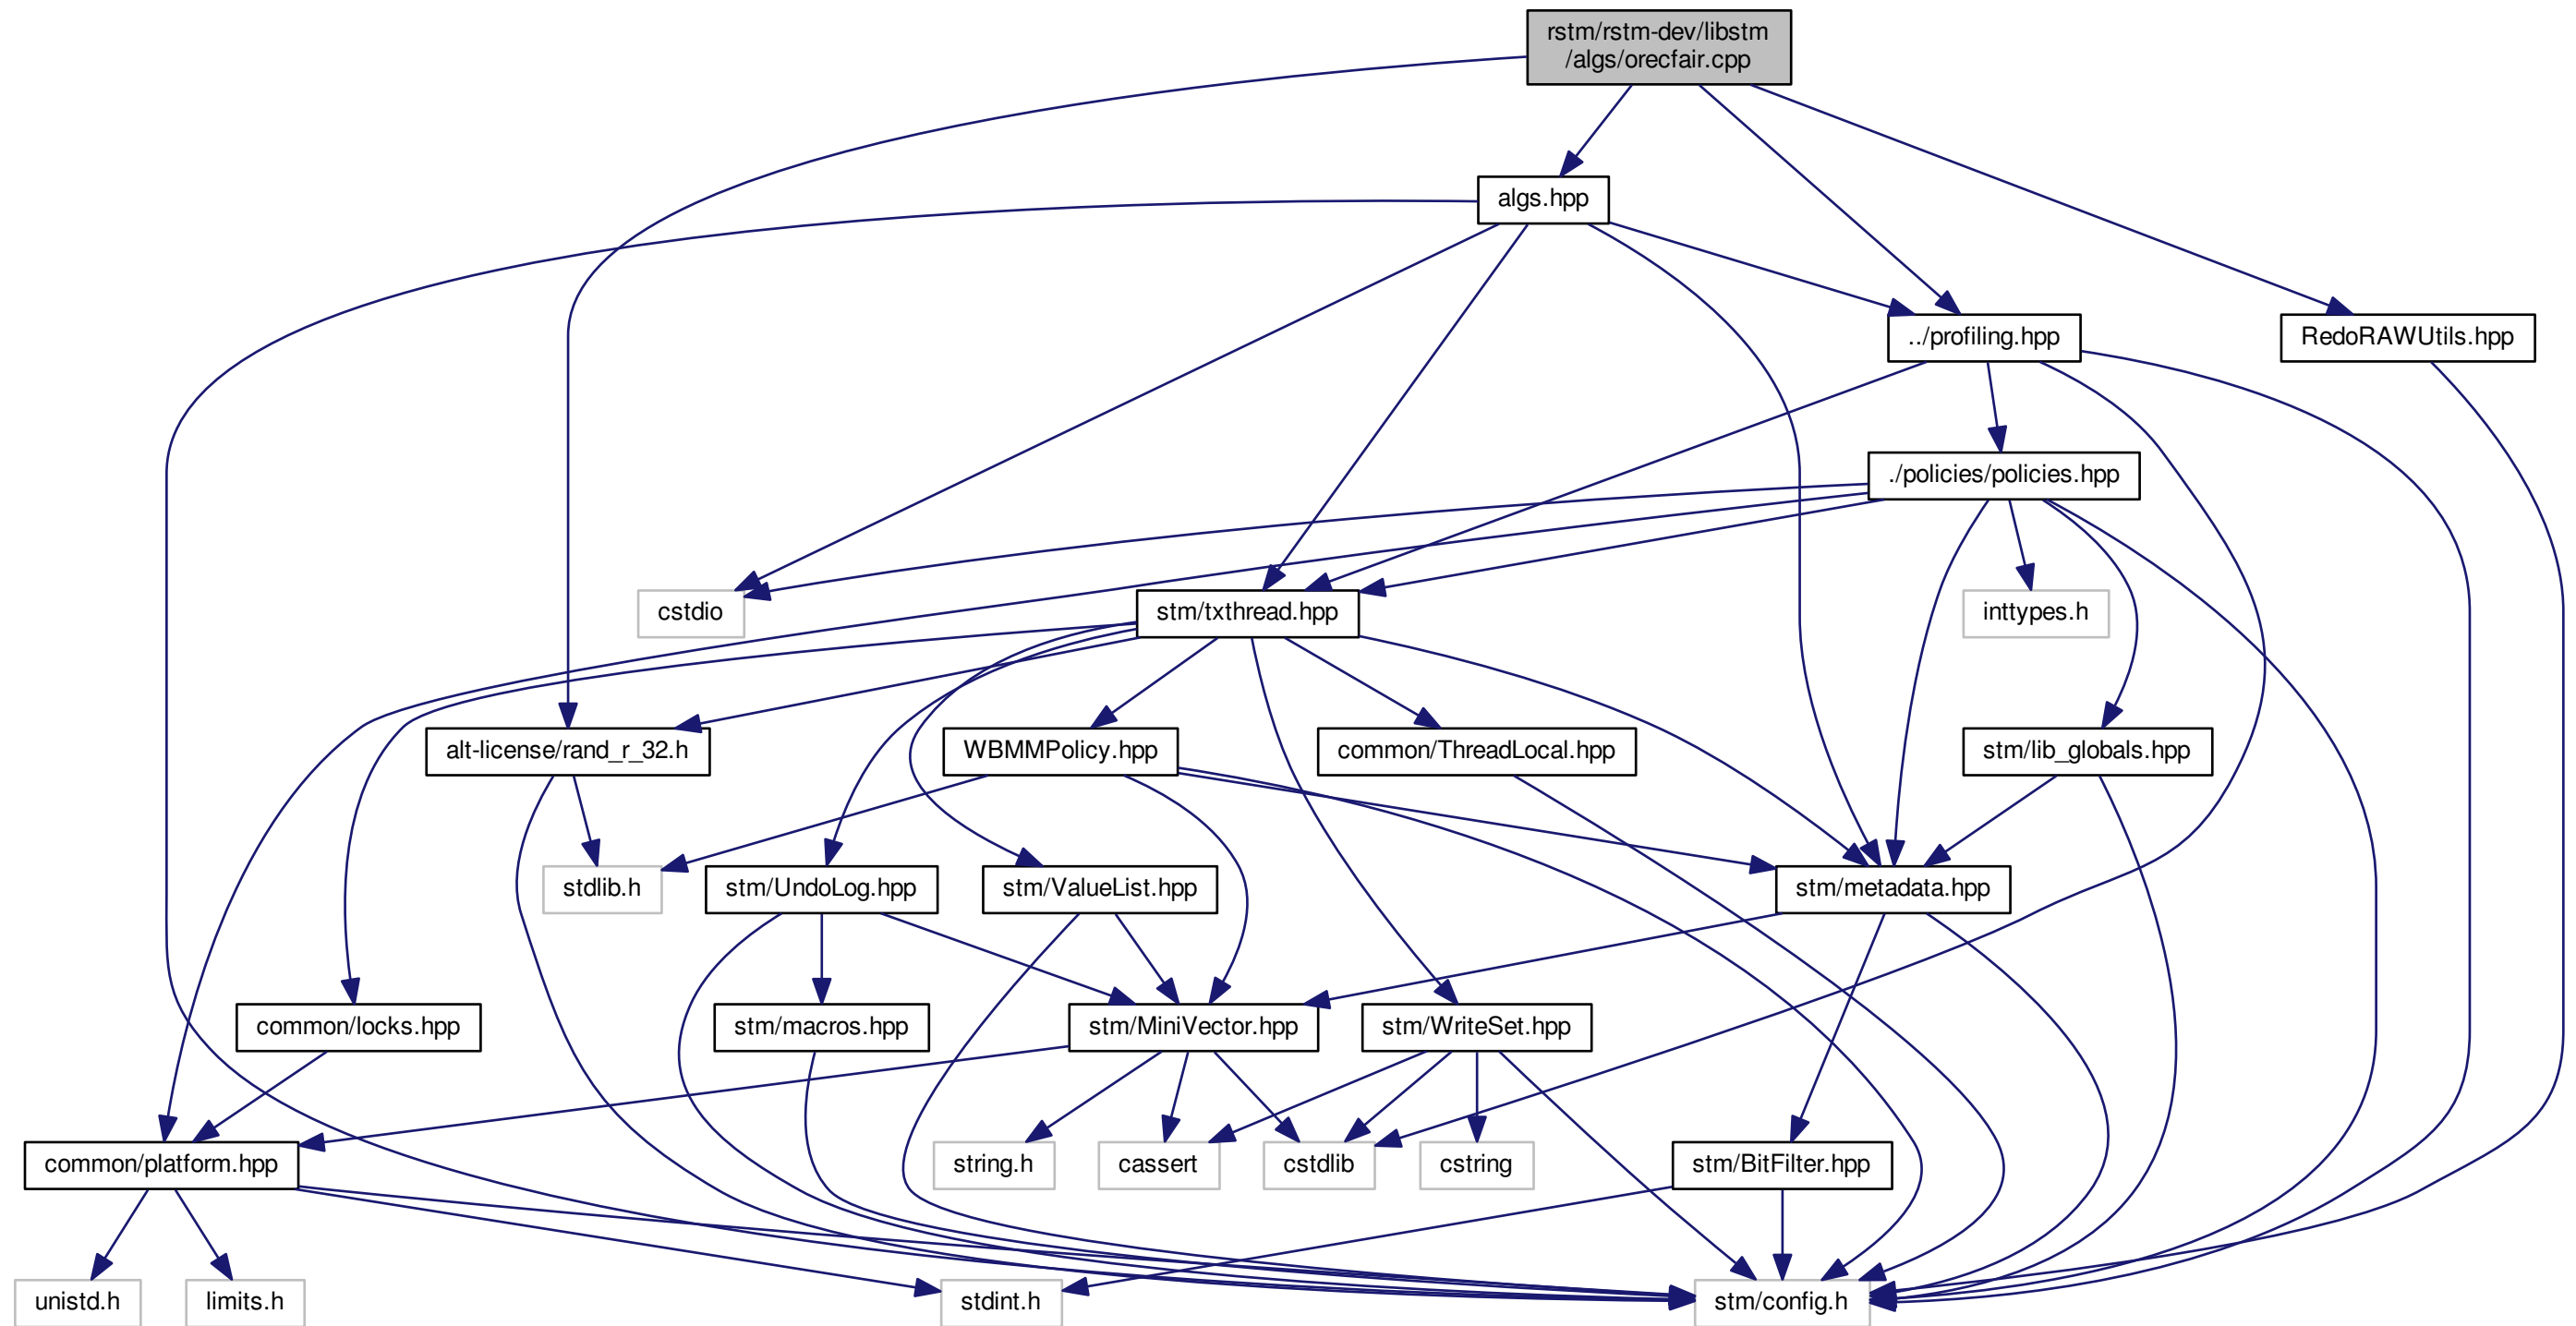 rstm/rstm-dev/libstm
/algs/orecfair.cpp
algs.hpp
../profiling.hpp
RedoRAWUtils.hpp
./policies/policies.hpp
cstdio
stm/txthread.hpp
inttypes.h
alt-license/rand_r_32.h
WBMMPolicy.hpp
common/ThreadLocal.hpp
stm/lib_globals.hpp
stdlib.h
stm/UndoLog.hpp
stm/ValueList.hpp
stm/metadata.hpp
common/locks.hpp
stm/macros.hpp
stm/MiniVector.hpp
stm/WriteSet.hpp
common/platform.hpp
string.h
cassert
cstdlib
cstring
stm/BitFilter.hpp
unistd.h
limits.h
stdint.h
stm/config.h